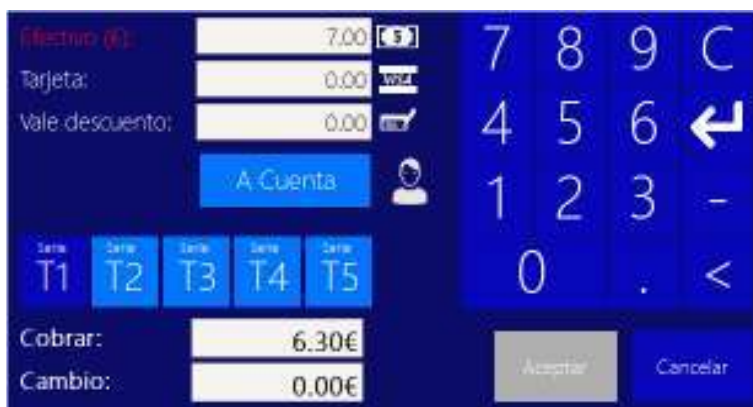 Efectivo (€): 7.00
Tarjeta: 0.00 VISA
Vale descuento: 0.00
A Cuenta
Serie Serie Serie Serie Serie
T1 T2 T3 T4 T5
Cobrar: 6.30€
Cambio: 0.00€
7 8 9 C
4 5 6
1 2 3 -
0 . <
Aceptar Cancelar